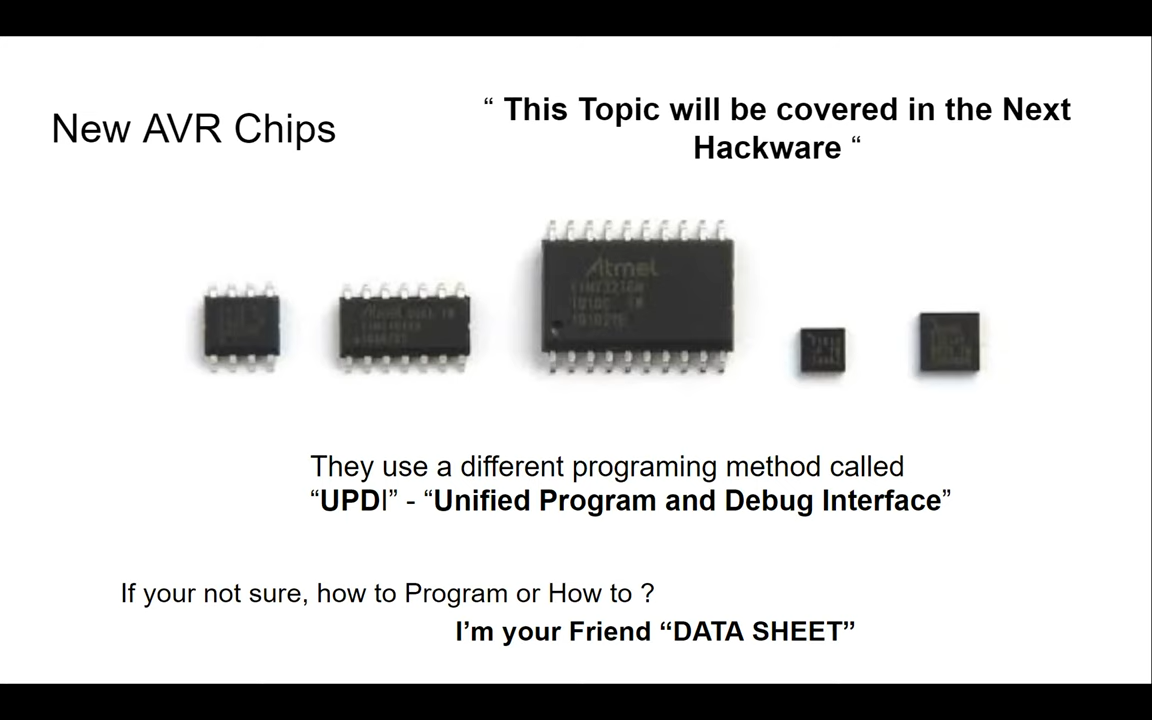 New AVR Chips
“ This Topic will be covered in the Next
Hackware “
Atmel
They use a different programing method called
“UPDI” - “Unified Program and Debug Interface”
If your not sure, how to Program or How to ?
I’m your Friend “DATA SHEET”